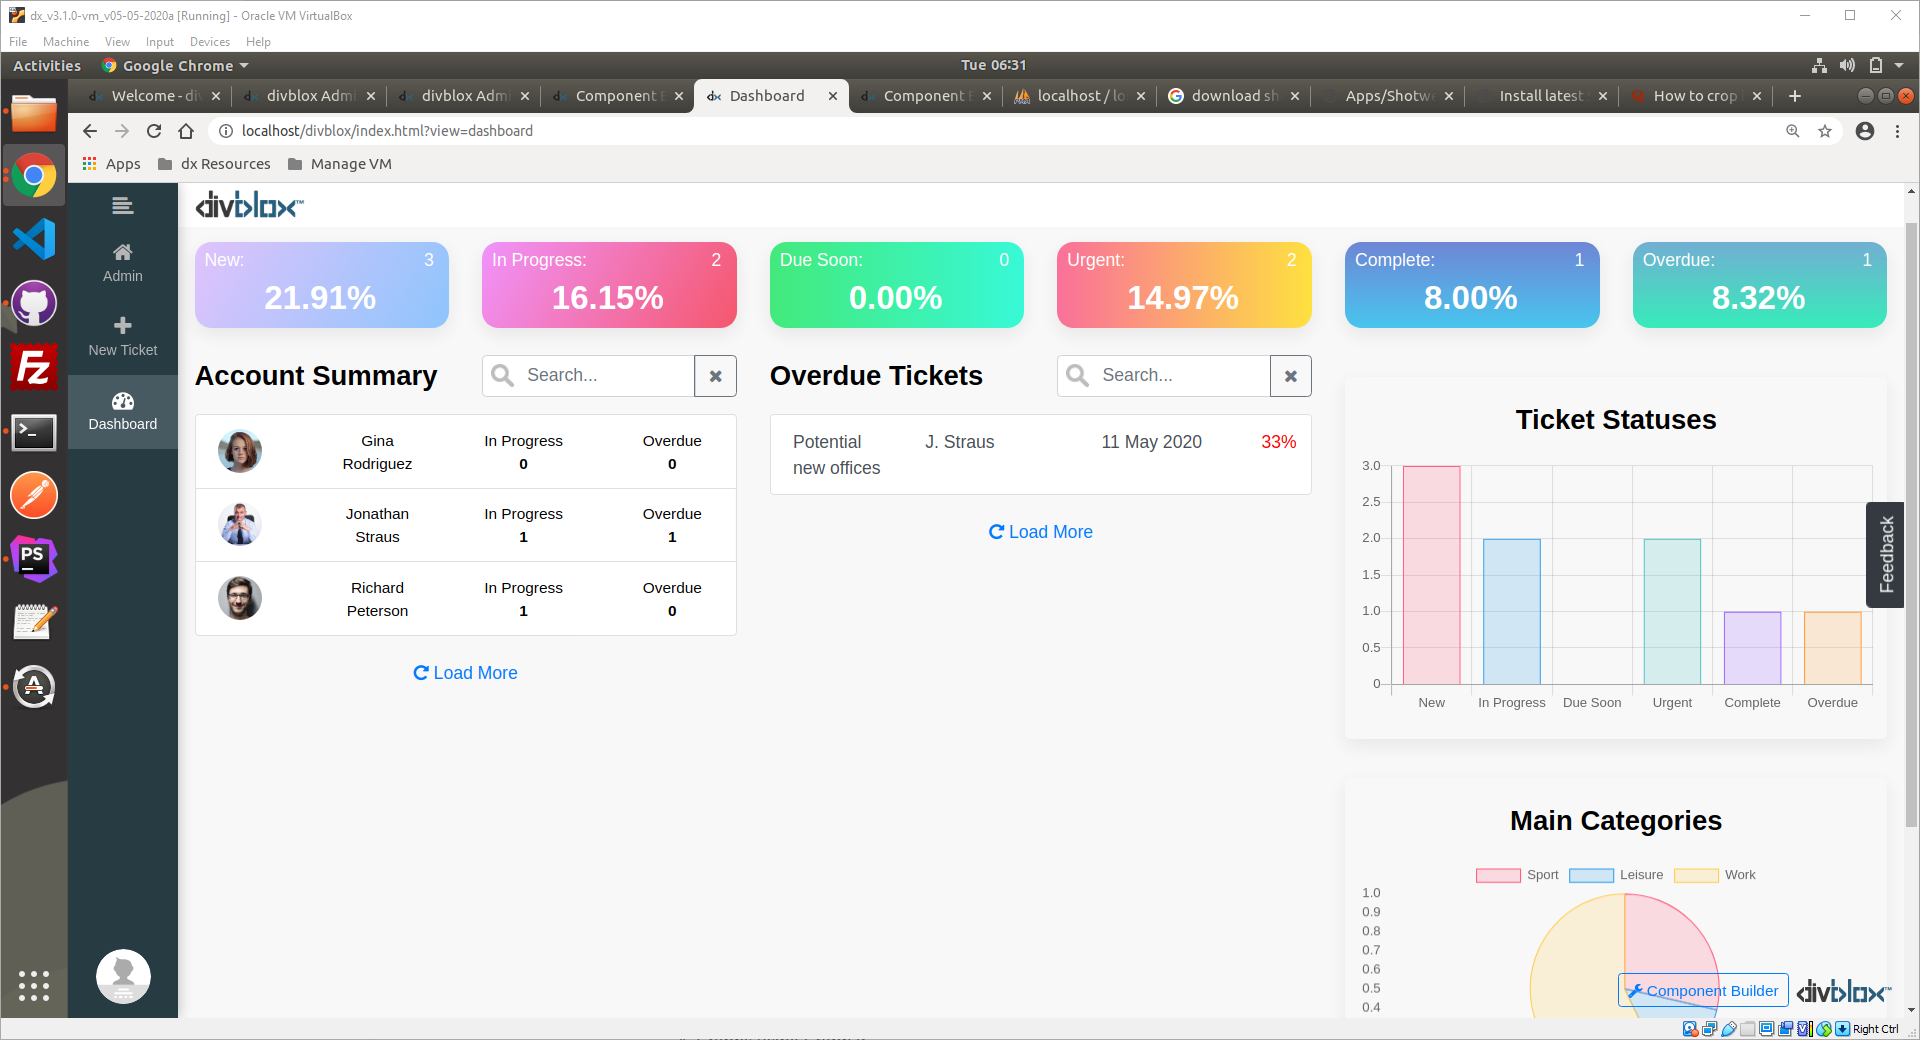 dx_v3.1.0-vm_v05-05-2020a [Running] - Oracle VM VirtualBox
File Machine View Input Devices Help
Activities Google Chrome Tue 06:31
Welcome - div divblox Adm divblox Adm Component Dashboard Component localhost / lo download sh Apps/Shotw Install latest How to crop
localhost/divblox/index.html?view=dashboard
Apps dx Resources Manage VM
divblox™
Admin
New Ticket
Dashboard
New: 3
21.91%
In Progress: 2
16.15%
Due Soon: 0
0.00%
Urgent: 2
14.97%
Complete: 1
8.00%
Overdue: 1
8.32%
Account Summary
Search...
Gina Rodriguez In Progress 0 Overdue 0
Jonathan Straus In Progress 1 Overdue 1
Richard Peterson In Progress 1 Overdue 0
Load More
Overdue Tickets
Search...
Potential new offices J. Straus 11 May 2020 33%
Load More
Ticket Statuses
3.0
2.5
2.0
1.5
1.0
0.5
0
New In Progress Due Soon Urgent Complete Overdue
Feedback
Main Categories
Sport Leisure Work
1.0
0.9
0.8
0.7
0.6
0.5
0.4
Component Builder
divblox™
Right Ctrl